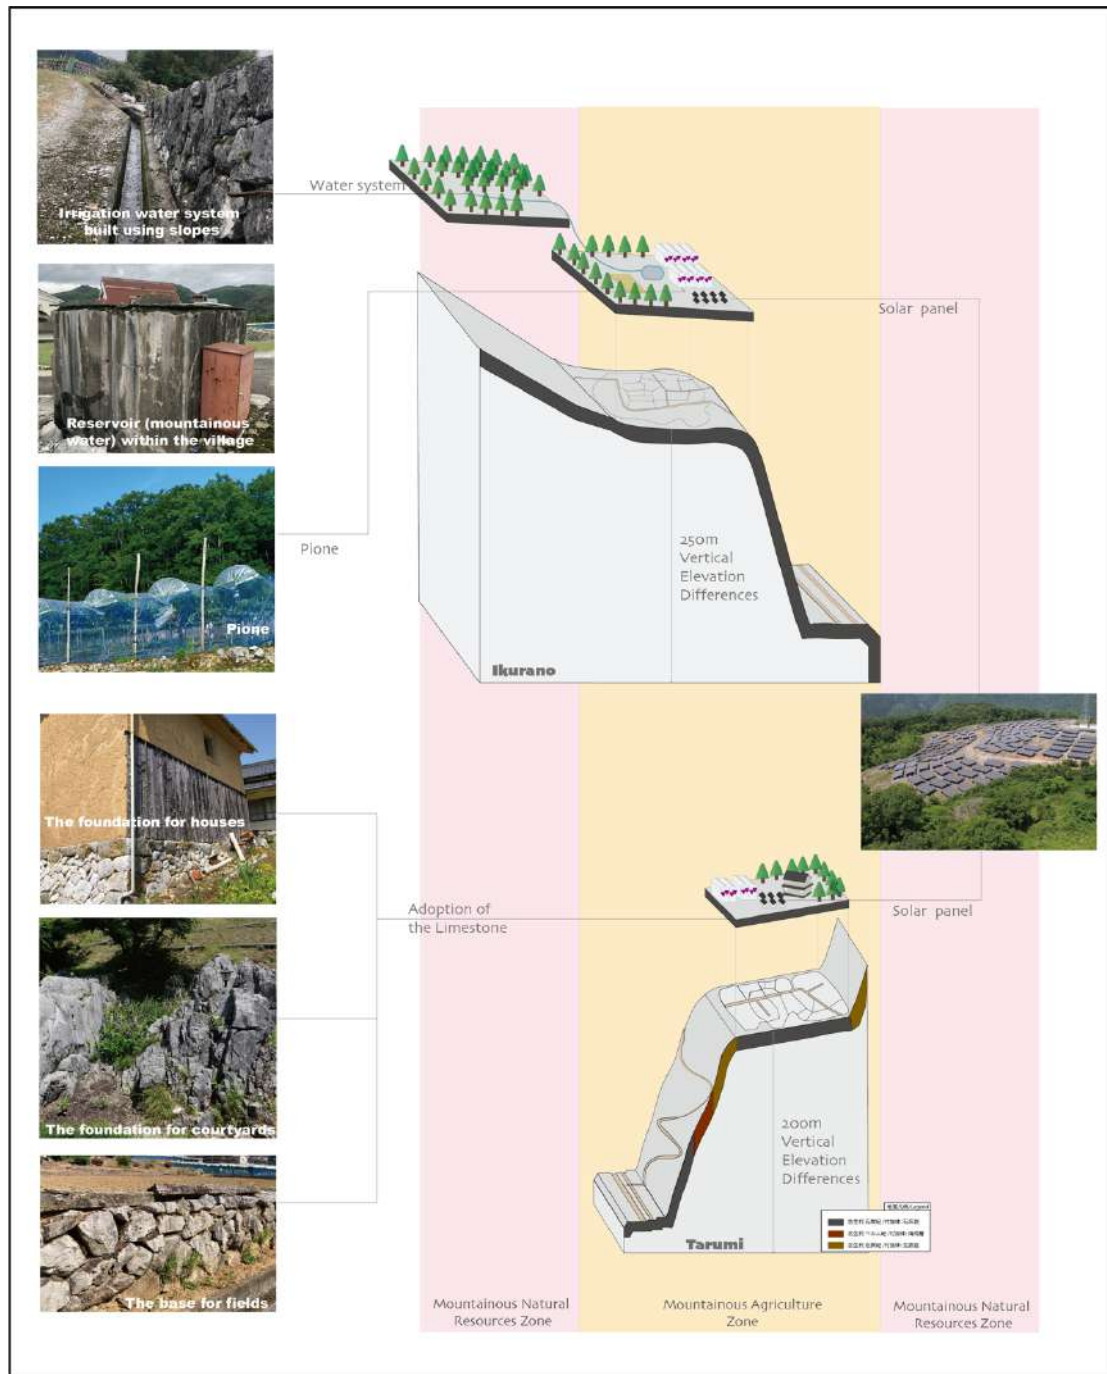 Irrigation water system
built using slopes
Water system
Reservoir (mountainous
water) within the village
Solar panel
Pione
Pione
250m
Vertical
Elevation
Differences
Ikurano
The foundation for houses
Adoption of
the Limestone
Solar panel
The foundation for courtyards
200m
Vertical
Elevation
Differences
Tarumi
The base for fields
Mountainous Natural
Resources Zone
Mountainous Agriculture
Zone
Mountainous Natural
Resources Zone